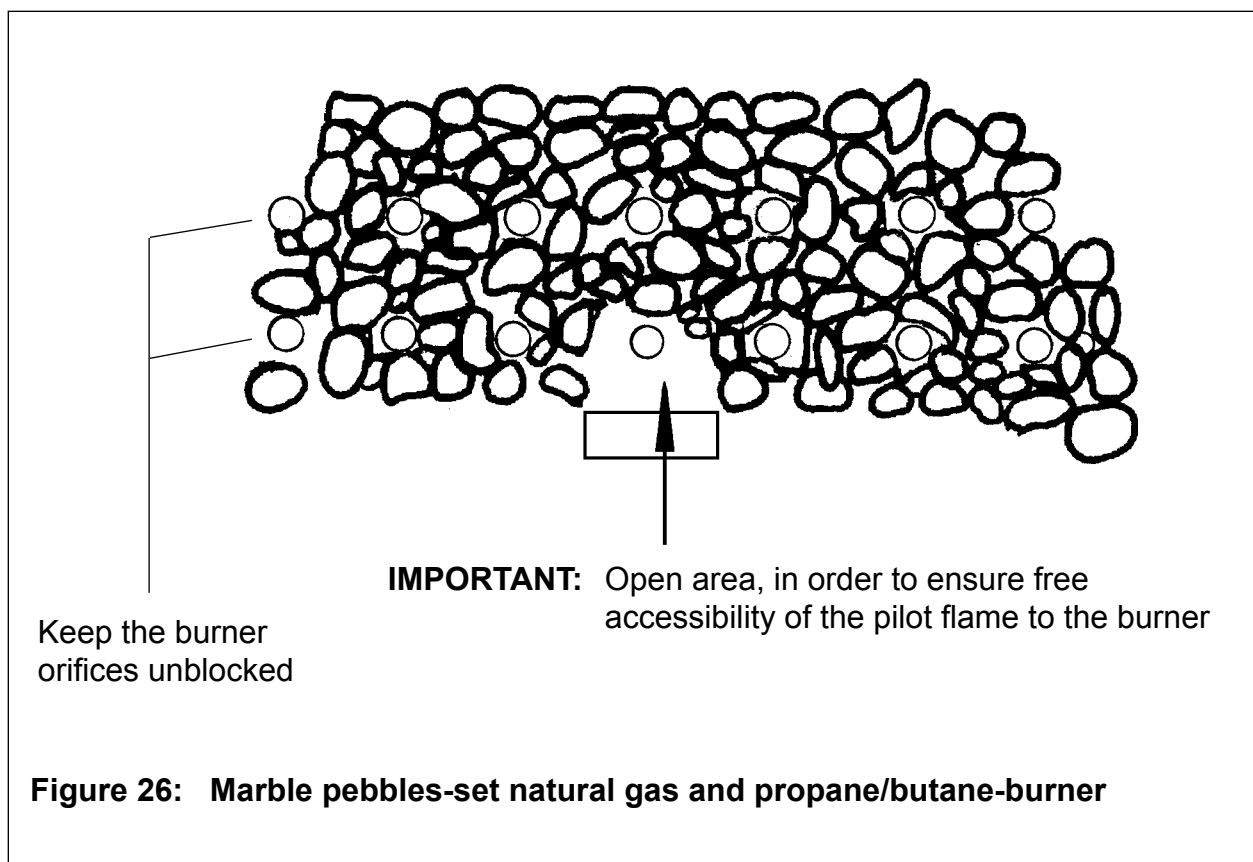 IMPORTANT: Open area, in order to ensure free
accessibility of the pilot flame to the burner
Keep the burner
orifices unblocked
Figure 26: Marble pebbles-set natural gas and propane/butane-burner